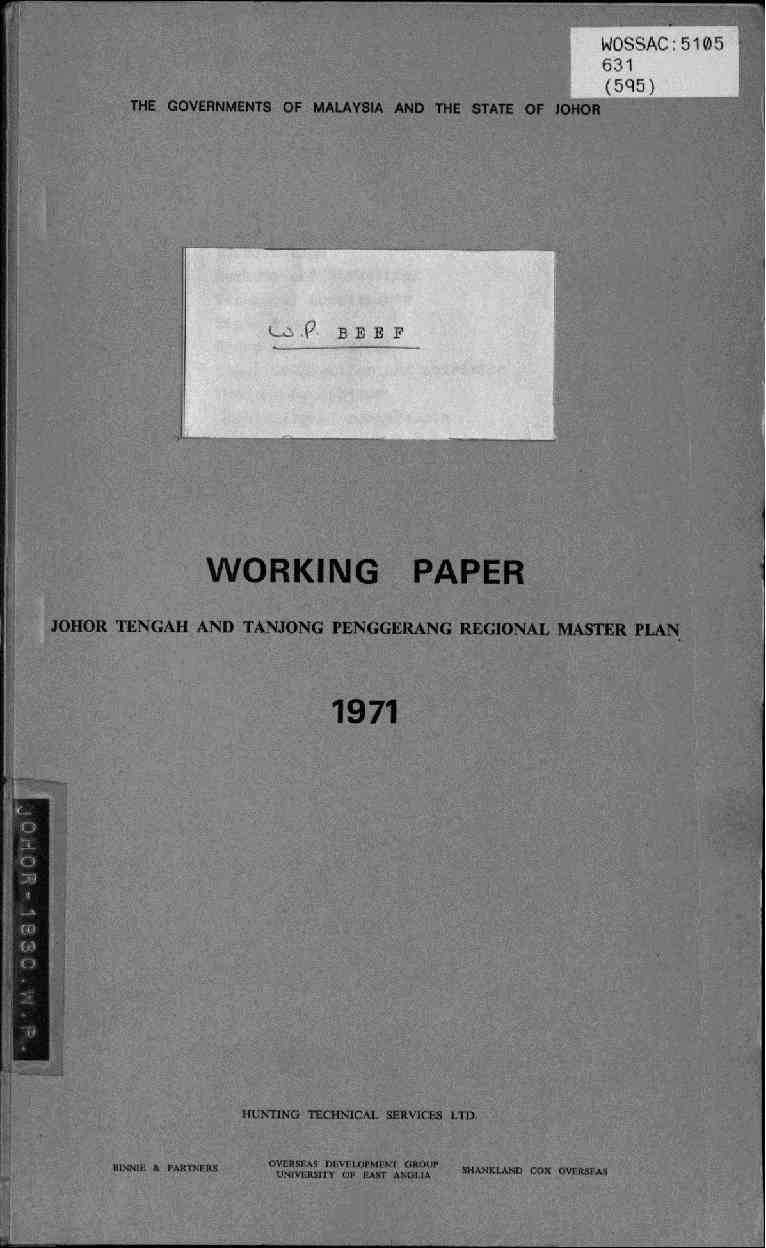 WOSSAC:5105
631
(595)
THE GOVERNMENTS OF MALAYSIA AND THE STATE OF JOHOR
W.P. BEEF
WORKING PAPER
JOHOR TENGAH AND TANJONG PENGGERANG REGIONAL MASTER PLAN
1971
JOHOR-1830.W.P.
HUNTING TECHNICAL SERVICES LTD.
BINNIE & PARTNERS
OVERSEAS DEVELOPMENT GROUP
UNIVERSITY OF EAST ANGLIA
SHANKLAND COX OVERSEAS